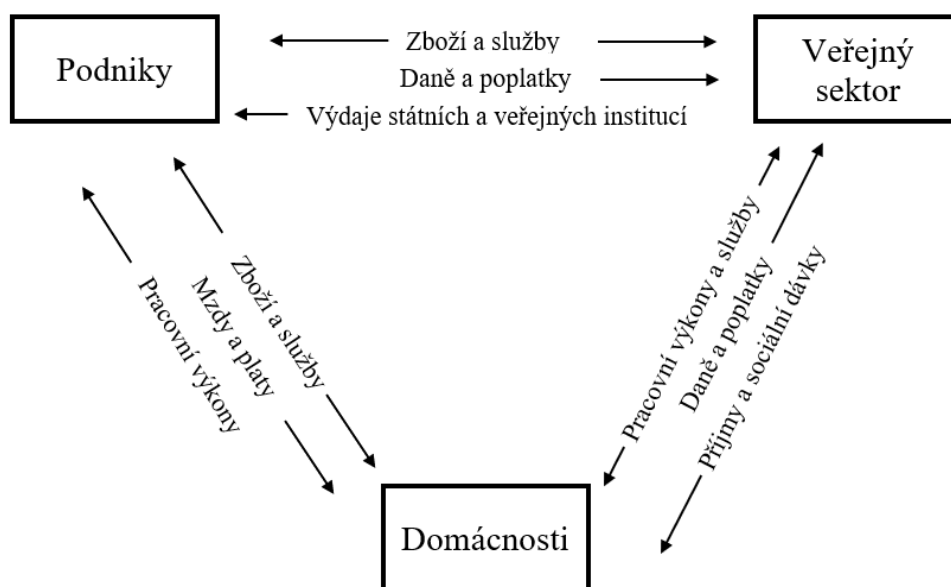 Podniky
Zboží a služby
Daně a poplatky
Výdaje státních a veřejných institucí
Veřejný
sektor
Pracovní výkony
Mzdy a platy
Zboží a služby
Pracovní výkony a služby
Daně a poplatky
Příjmy a sociální dávky
Domácnosti